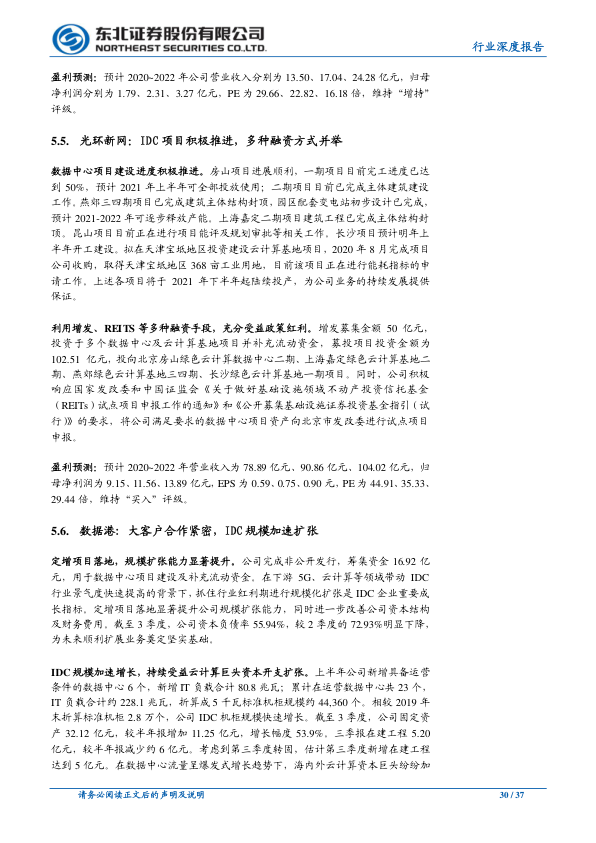 东北证券股份有限公司
NORTHEAST SECURITIES CO.,LTD.
行业深度报告
盈利预测：预计 2020~2022 年公司营业收入分别为 13.50、17.04、24.28 亿元，归母
净利润分别为 1.79、2.31、3.27 亿元，PE 为 29.66、22.82、16.18 倍，维持“增持”
评级。
5.5. 光环新网：IDC 项目积极推进，多种融资方式并举
数据中心项目建设进度积极推进。房山项目进展顺利，一期项目目前完工进度已达
到 50%，预计 2021 年上半年可全部投放使用；二期项目目前已完成主体建筑建设
工作。燕郊三四期项目已完成建筑主体结构封顶，园区配套变电站初步设计已完成，
预计 2021-2022 年可逐步释放产能。上海嘉定二期项目建筑工程已完成主体结构封
顶。昆山项目目前正在进行项目能评及规划审批等相关工作。长沙项目预计明年上
半年开工建设。拟在天津宝坻地区投资建设云计算基地项目，2020 年 8 月完成项目
公司收购，取得天津宝坻地区 368 亩工业用地，目前该项目正在进行能耗指标的申
请工作。上述各项目将于 2021 年下半年起陆续投产，为公司业务的持续发展提供
保证。
利用增发、REITS 等多种融资手段，充分受益政策红利。增发募集金额 50 亿元，
投资于多个数据中心及云计算基地项目并补充流动资金，募投项目投资金额为
102.51 亿元，投向北京房山绿色云计算数据中心二期、上海嘉定绿色云计算基地二
期、燕郊绿色云计算基地三四期、长沙绿色云计算基地一期项目。同时，公司积极
响应国家发改委和中国证监会《关于做好基础设施领域不动产投资信托基金
（REITs）试点项目申报工作的通知》和《公开募集基础设施证券投资基金指引（试
行）》的要求，将公司满足要求的数据中心项目资产向北京市发改委进行试点项目
申报。
盈利预测：预计 2020~2022 年营业收入为 78.89 亿元、90.86 亿元、104.02 亿元，归
母净利润为 9.15、11.56、13.89 亿元，EPS 为 0.59、0.75、0.90 元，PE 为 44.91、35.33、
29.44 倍，维持“买入”评级。
5.6. 数据港：大客户合作紧密，IDC 规模加速扩张
定增项目落地，规模扩张能力显著提升。公司完成非公开发行，筹集资金 16.92 亿
元，用于数据中心项目建设及补充流动资金。在下游 5G、云计算等领域带动 IDC
行业景气度快速提高的背景下，抓住行业红利期进行规模化扩张是 IDC 企业重要成
长指标。定增项目落地显著提升公司规模扩张能力，同时进一步改善公司资本结构
及财务费用。截至 3 季度，公司资本负债率 55.94%，较 2 季度的 72.93%明显下降，
为未来顺利扩展业务奠定坚实基础。
IDC 规模加速增长，持续受益云计算巨头资本开支扩张。上半年公司新增具备运营
条件的数据中心 6 个，新增 IT 负载合计 80.8 兆瓦；累计在运营数据中心共 23 个，
IT 负载合计约 228.1 兆瓦，折算成 5 千瓦标准机柜规模约 44,360 个。相较 2019 年
末折算标准机柜 2.8 万个，公司 IDC 机柜规模快速增长。截至 3 季度，公司固定资
产 32.12 亿元，较半年报增加 11.25 亿元，增长幅度 53.9%。三季报在建工程 5.20
亿元，较半年报减少约 6 亿元。考虑到第三季度转固，估计第三季度新增在建工程
达到 5 亿元。在数据中心流量呈爆发式增长趋势下，海内外云计算资本巨头纷纷加
请务必阅读正文后的声明及说明
30 / 37